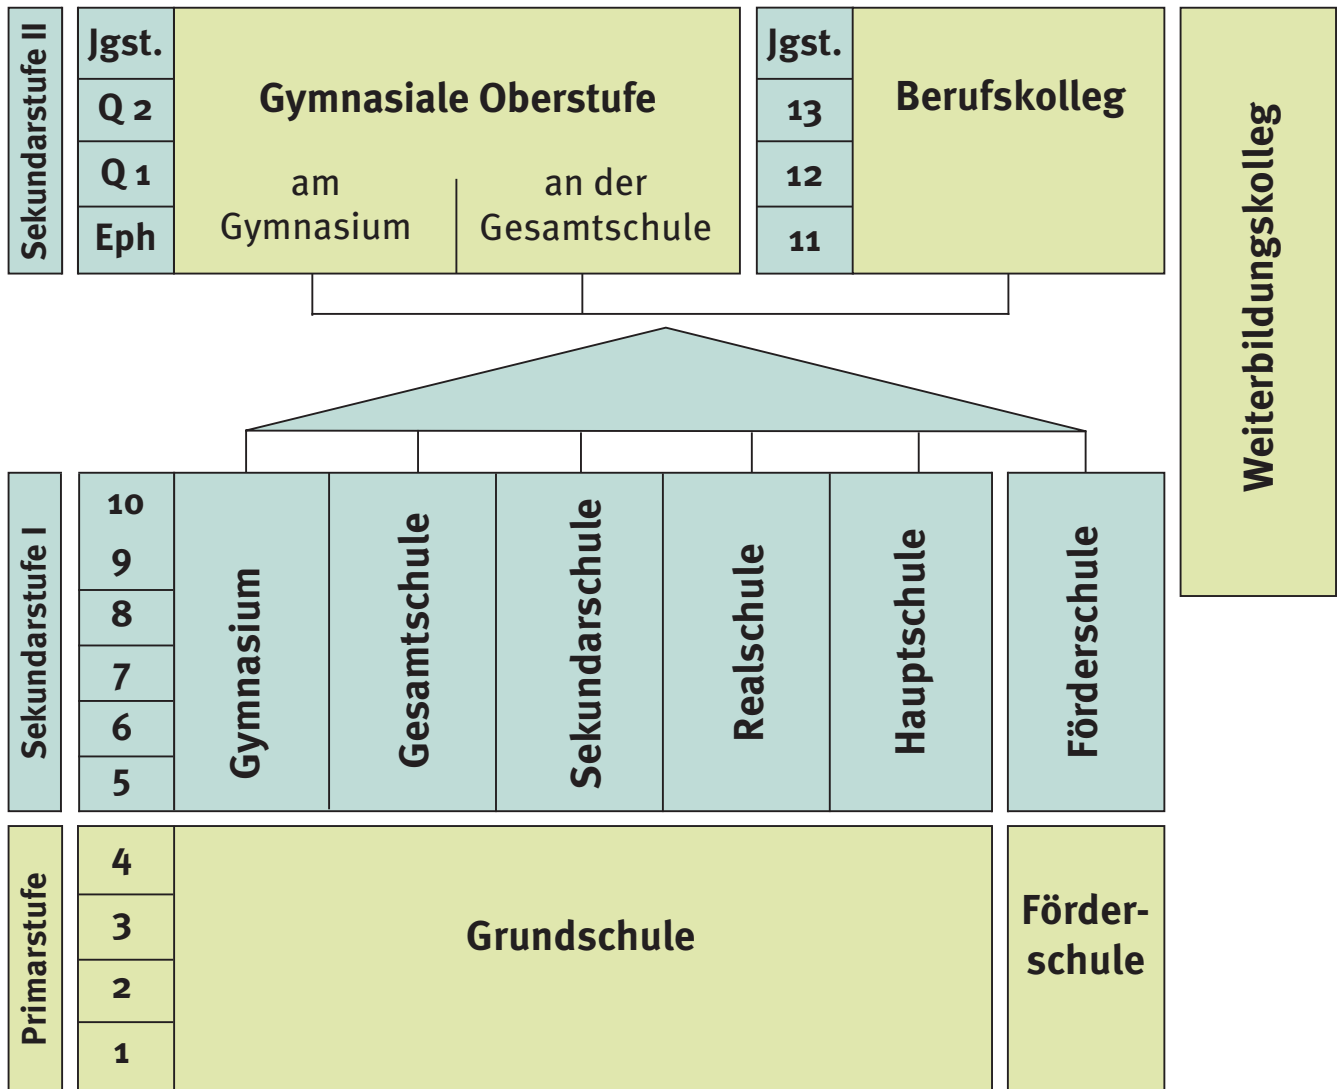 Sekundarstufe II
Jgst.
Q 2
Q 1
Eph
Gymnasiale Oberstufe
am
Gymnasium
an der
Gesamtschule
Jgst.
13
12
11
Berufskolleg
Weiterbildungskolleg
Sekundarstufe I
10
9
8
7
6
5
Gymnasium
Gesamtschule
Sekundarschule
Realschule
Hauptschule
Förderschule
Primarstufe
4
3
2
1
Grundschule
Förder-
schule